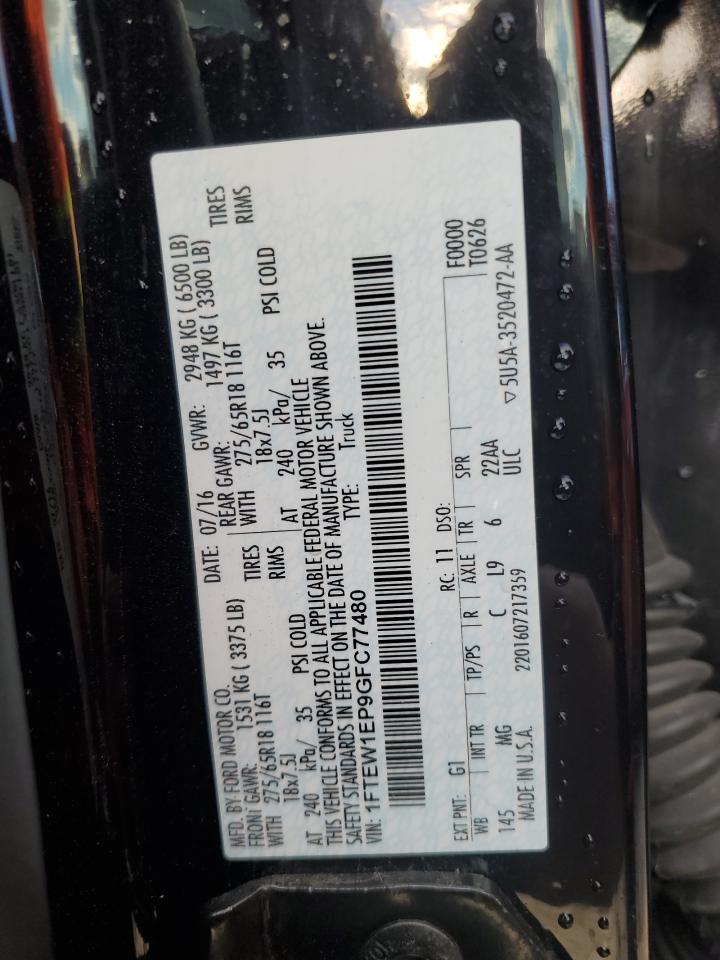 MFD. BY FORD MOTOR CO.
DATE: 07/16 GVWR: 2948 KG ( 6500 LB)
FRONT GAWR: 1531 KG ( 3375 LB) REAR GAWR: 1497 KG ( 3300 LB)
WITH 275/65R18 116T TIRES WITH 275/65R18 116T TIRES
18x7.5J RIMS 18x7.5J RIMS
AT 240 kPa/ 35 PSI COLD AT 240 kPa/ 35 PSI COLD
THIS VEHICLE CONFORMS TO ALL APPLICABLE FEDERAL MOTOR VEHICLE
SAFETY STANDARDS IN EFFECT ON THE DATE OF MANUFACTURE SHOWN ABOVE.
VIN: 1FTEW1EP9GFC77480 TYPE: Truck
EXT PNT: G1 RC: 11 DSO: F0000
WB INT TR TP/PS R AXLE TR SPR T0626
145 MG C L9 6 22AA
MADE IN U.S.A. 2201607217359 ULC ▽5U5A-3520472-AA